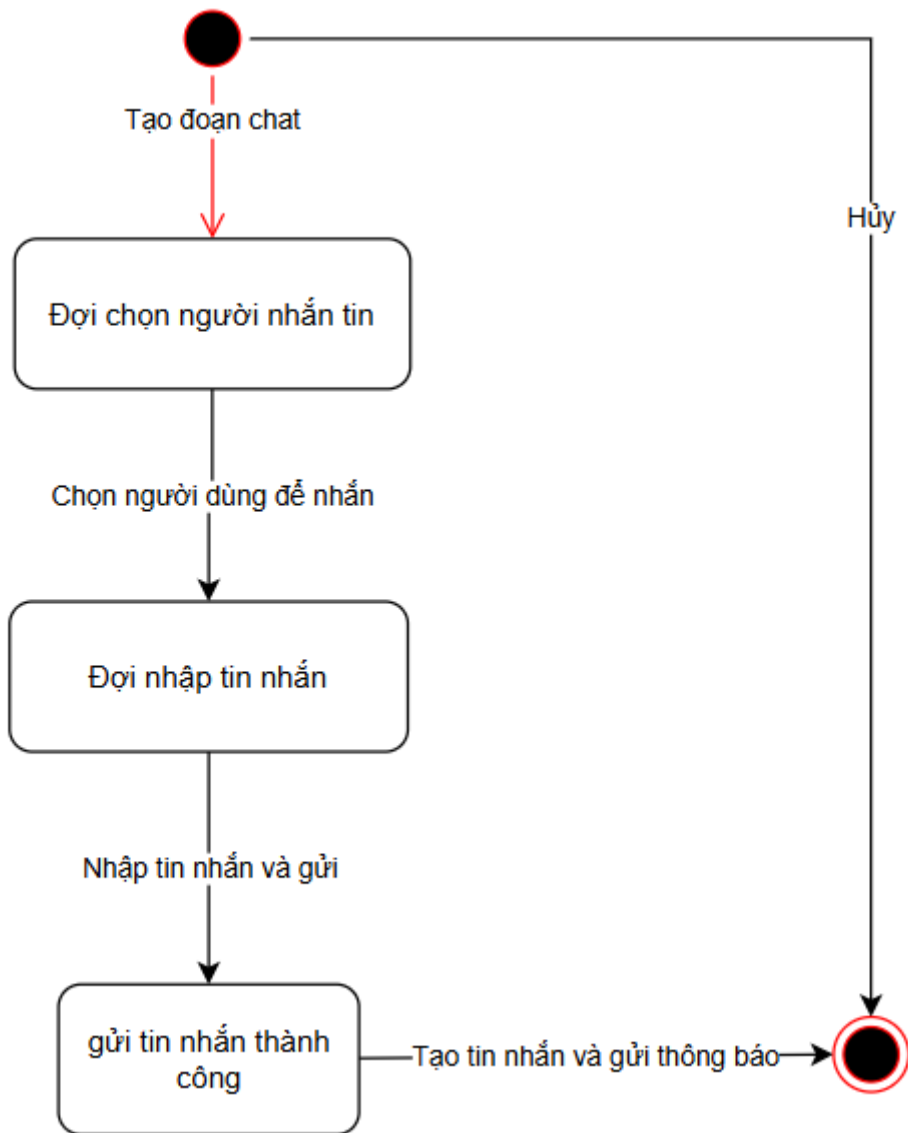 Tạo đoạn chat
Hủy
Đợi chọn người nhắn tin
Chọn người dùng để nhắn
Đợi nhập tin nhắn
Nhập tin nhắn và gửi
gửi tin nhắn thành
công
Tạo tin nhắn và gửi thông báo